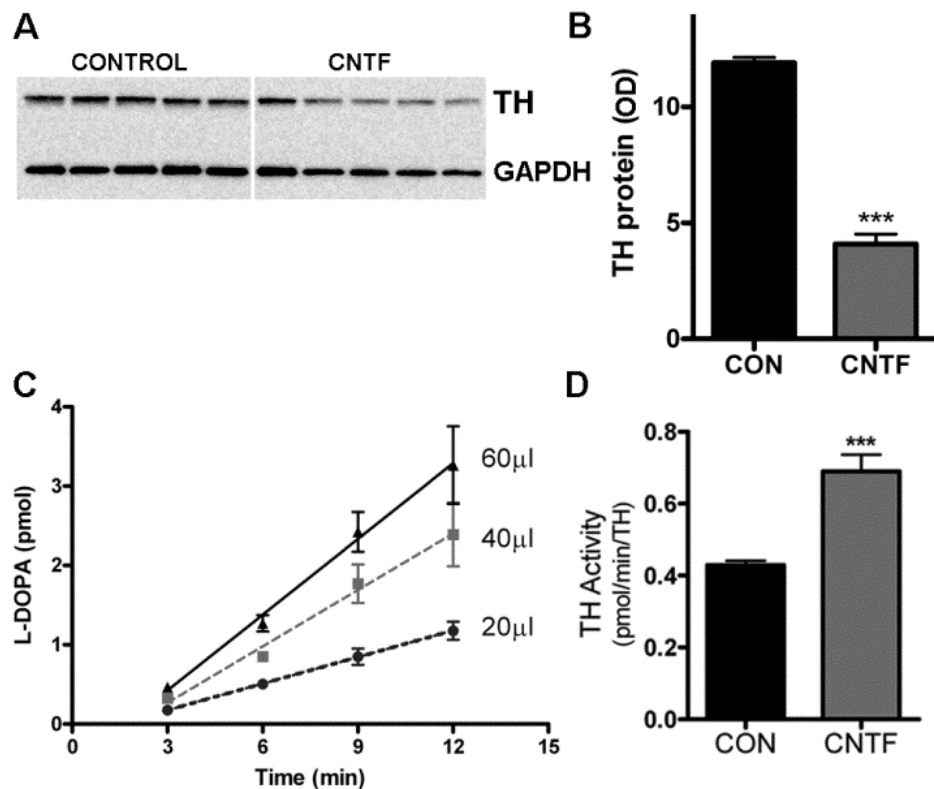 A
CONTROL CNTF
TH
GAPDH
B
TH protein (OD)
10
5
0
***
CON CNTF
C
L-DOPA (pmol)
4
3
2
1
0
60μl
40μl
20μl
0 3 6 9 12 15
Time (min)
D
TH Activity
(pmol/min/TH)
0.8
0.6
0.4
0.2
0.0
***
CON CNTF